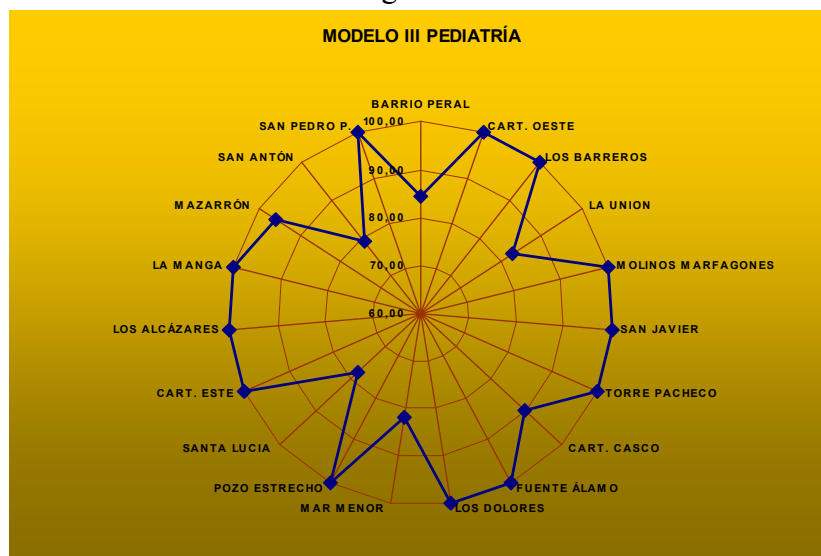 MODELO III PEDIATRÍA
BARRIO PERAL
CART. OESTE
LOS BARREROS
LA UNION
MOLINOS MARFAGONES
SAN JAVIER
TORRE PACHECO
CART. CASCO
FUENTE ÁLAMO
LOS DOLORES
MAR MENOR
POZO ESTRECHO
SANTA LUCIA
CART. ESTE
LOS ALCÁZARES
LA MANGA
MAZARRÓN
SAN ANTÓN
SAN PEDRO P.
100,00
90,00
80,00
70,00
60,00